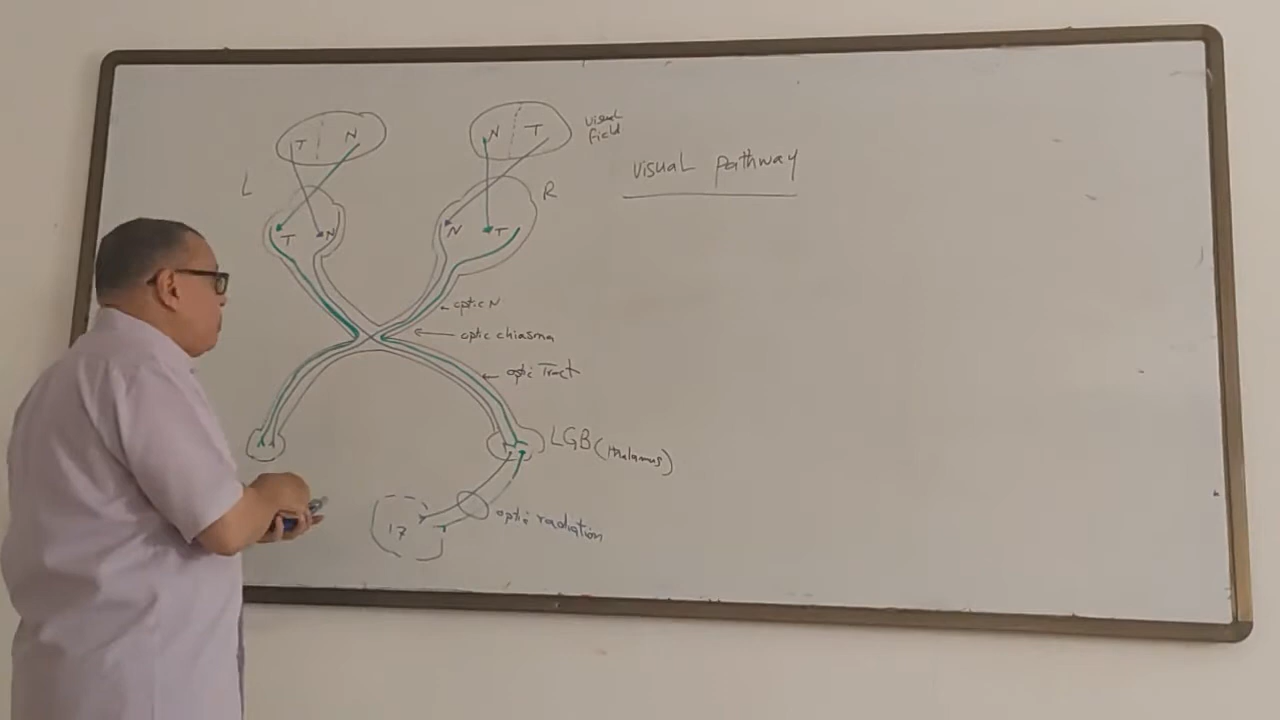 visual pathway
T N
N T
visual
field
L
R
T N
N T
optic N
optic chiasma
optic Tract
LGB (thalamus)
optic radiation
17